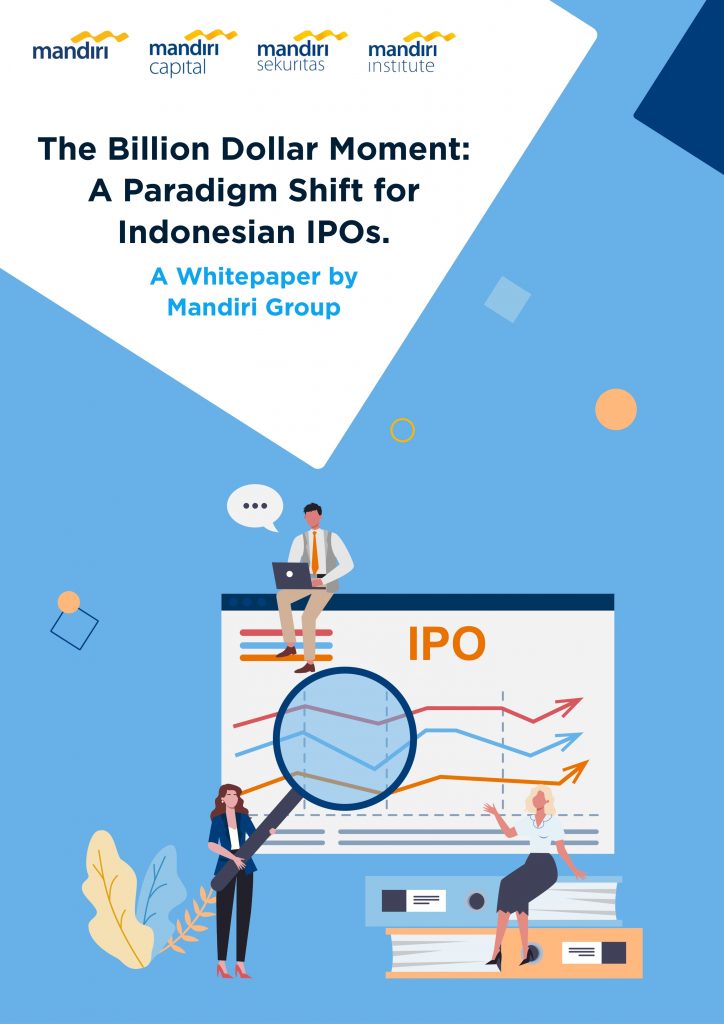 mandiri
mandiri
capital
mandiri
sekuritas
mandiri
institute
The Billion Dollar Moment:
A Paradigm Shift for
Indonesian IPOs.
A Whitepaper by
Mandiri Group
IPO